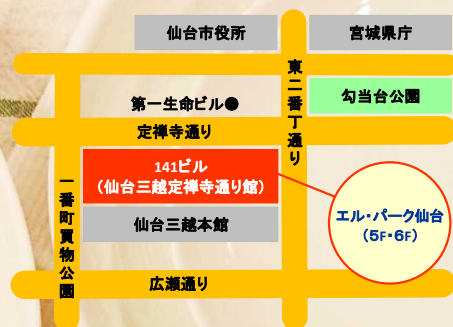 仙台市役所
宮城県庁
東二番丁通り
勾当台公園
第一生命ビル●
定禅寺通り
141ビル
(仙台三越定禅寺通り館)
一番町買物公園
仙台三越本館
エル・パーク仙台
(5F・6F)
広瀬通り